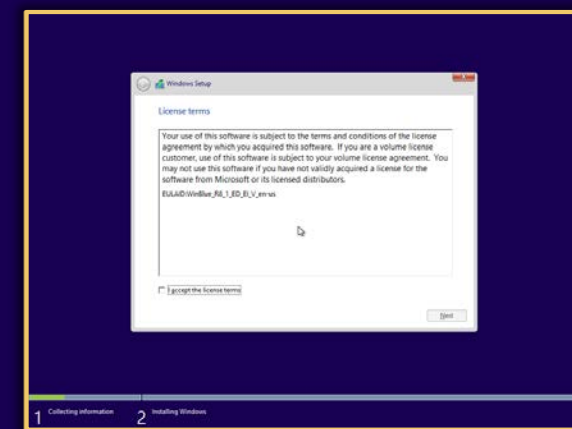 Windows Setup
License terms
Your use of this software is subject to the terms and conditions of the license
agreement by which you acquired this software. If you are a volume license
customer, use of this software is subject to your volume license agreement. You
may not use this software if you have not validly acquired a license for the
software from Microsoft or its licensed distributors.
EULAID:WinBlue_R8_1_ED_EI_V_en-us
I accept the license terms
Next
1 Collecting information 2 Installing Windows